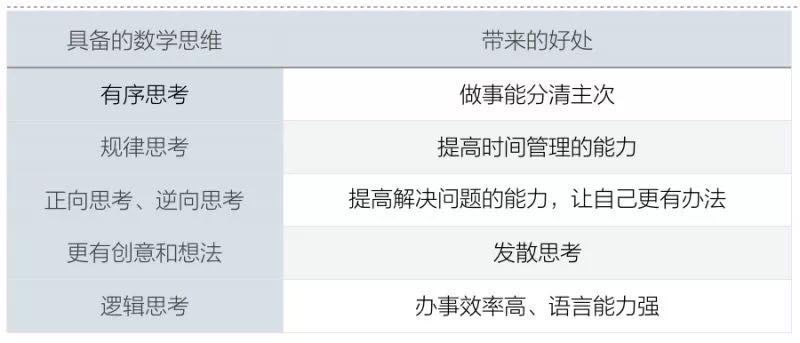 具备的数学思维 带来的好处
有序思考 做事能分清主次
规律思考 提高时间管理的能力
正向思考、逆向思考 提高解决问题的能力，让自己更有办法
更有创意和想法 发散思考
逻辑思考 办事效率高、语言能力强